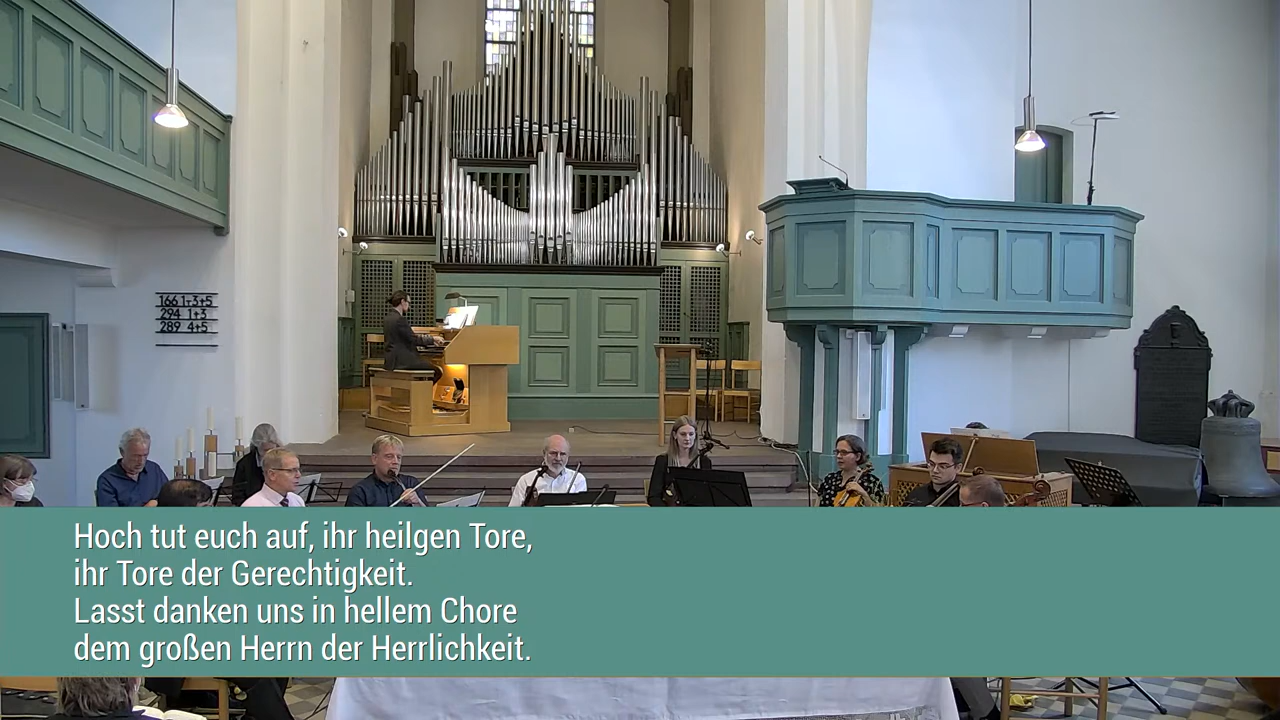 166 1+3+5
294 1+3
289 4+5
Hoch tut euch auf, ihr heilgen Tore,
ihr Tore der Gerechtigkeit.
Lasst danken uns in hellem Chore
dem großen Herrn der Herrlichkeit.